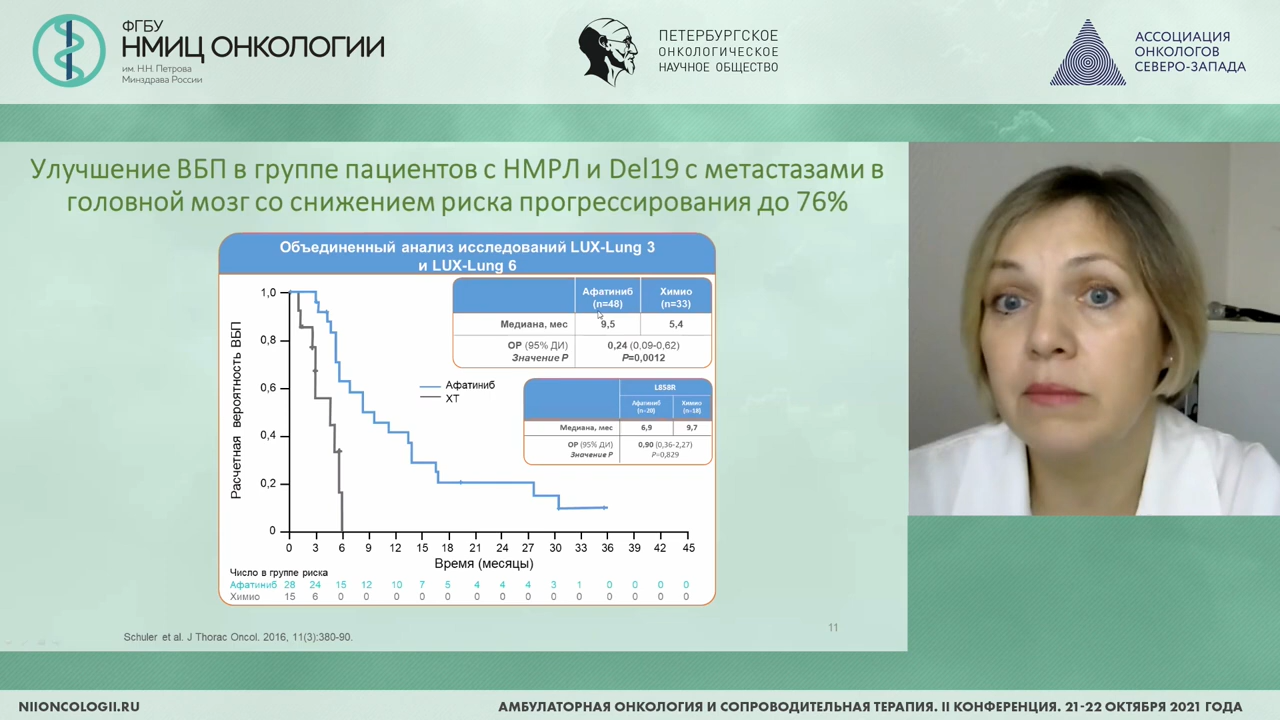 ФГБУ
НМИЦ ОНКОЛОГИИ
им. Н.Н. Петрова
Минздрава России
ПЕТЕРБУРГСКОЕ
ОНКОЛОГИЧЕСКОЕ
НАУЧНОЕ ОБЩЕСТВО
АССОЦИАЦИЯ
ОНКОЛОГОВ
СЕВЕРО-ЗАПАДА
Улучшение ВБП в группе пациентов с НМРЛ и Del19 с метастазами в
головной мозг со снижением риска прогрессирования до 76%
Объединенный анализ исследований LUX-Lung 3
и LUX-Lung 6
Афатиниб (n=48) Химио (n=33)
Медиана, мес 9,5 5,4
ОР (95% ДИ) 0,24 (0,09-0,62)
Значение P P=0,0012
L858R
Афатиниб (n=20) Химио (n=18)
Медиана, мес 6,9 9,7
ОР (95% ДИ) 0,90 (0,36-2,27)
Значение P P=0,829
Афатиниб
ХТ
Расчетная вероятность ВБП
1,0
0,8
0,6
0,4
0,2
0
0 3 6 9 12 15 18 21 24 27 30 33 36 39 42 45
Время (месяцы)
Число в группе риска
Афатиниб 28 24 15 12 10 7 5 4 4 4 3 1 0 0 0 0
Химио 15 6 0 0 0 0 0 0 0 0 0 0 0 0 0 0
Schuler et al. J Thorac Oncol. 2016, 11(3):380-90.
11
NIIONCOLOGII.RU
АМБУЛАТОРНАЯ ОНКОЛОГИЯ И СОПРОВОДИТЕЛЬНАЯ ТЕРАПИЯ. II КОНФЕРЕНЦИЯ. 21-22 ОКТЯБРЯ 2021 ГОДА